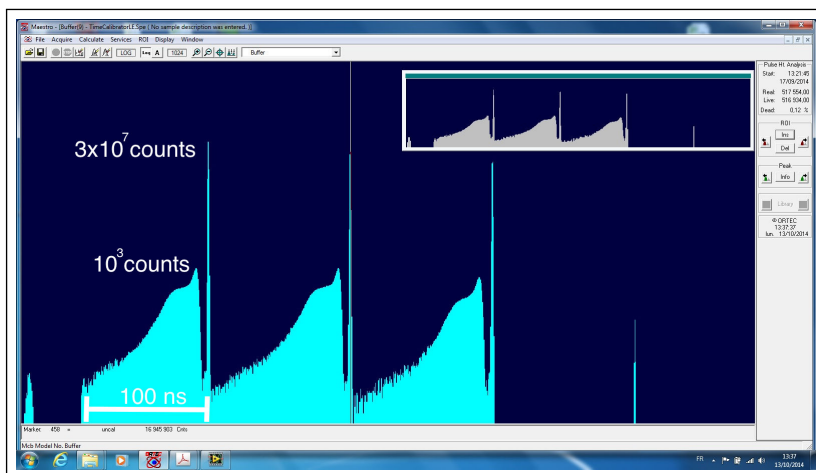 Maestro - [Buffer(9) - TimeCalibratorLE.Spe ( No sample description was entered. )]
File Acquire Calculate Services ROI Display Window
LOG Log A 1024 Buffer
Pulse Ht. Analysis
Start: 13:21:45
17/09/2014
Real: 517 554,00
Live: 516 934,00
Dead: 0,12 %
ROI
Ins
Del
Peak
Info
Library
ORTEC
13:37:37
lun. 13/10/2014
3x10⁷counts
10³counts
100 ns
Marker: 458 = uncal 16 945 903 Cnts
Mcb Model No. Buffer
FR 13:37
13/10/2014